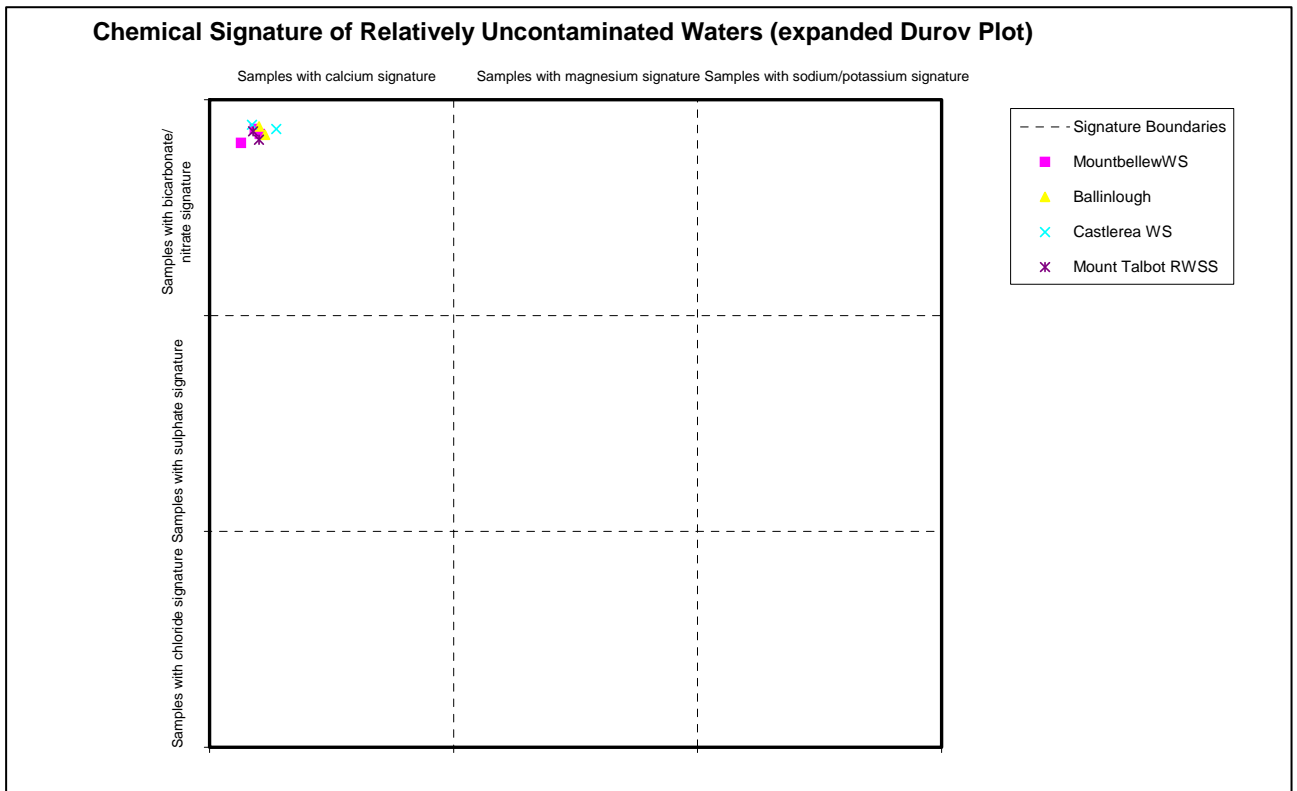 Chemical Signature of Relatively Uncontaminated Waters (expanded Durov Plot)
Samples with calcium signature
Samples with magnesium signature
Samples with sodium/potassium signature
Samples with bicarbonate/
nitrate signature
Samples with sulphate signature
Samples with chloride signature
Signature Boundaries
MountbellewWS
Ballinlough
Castlerea WS
Mount Talbot RWSS